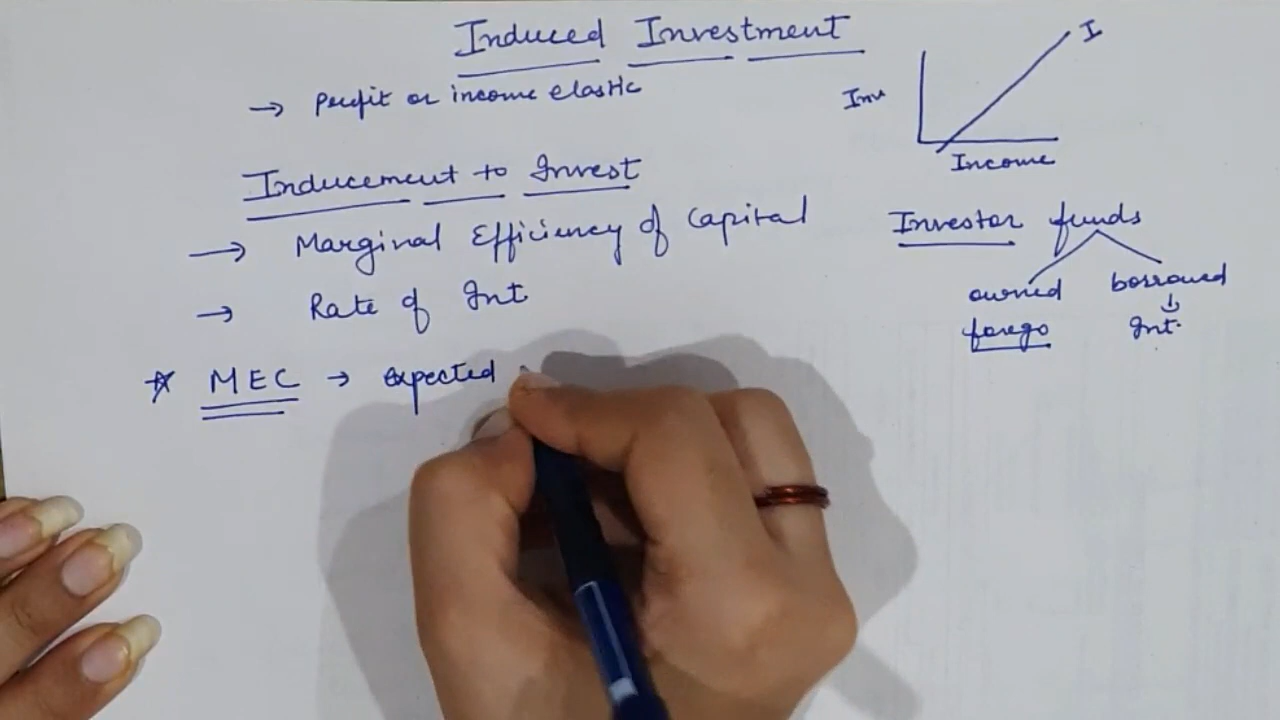 Induced Investment
→ profit or income elastic
I
Inv
Income
Inducement to Invest
→ Marginal Efficiency of Capital
→ Rate of Int
Investor funds
owned borrowed
forego Int.
☆ MEC → expected